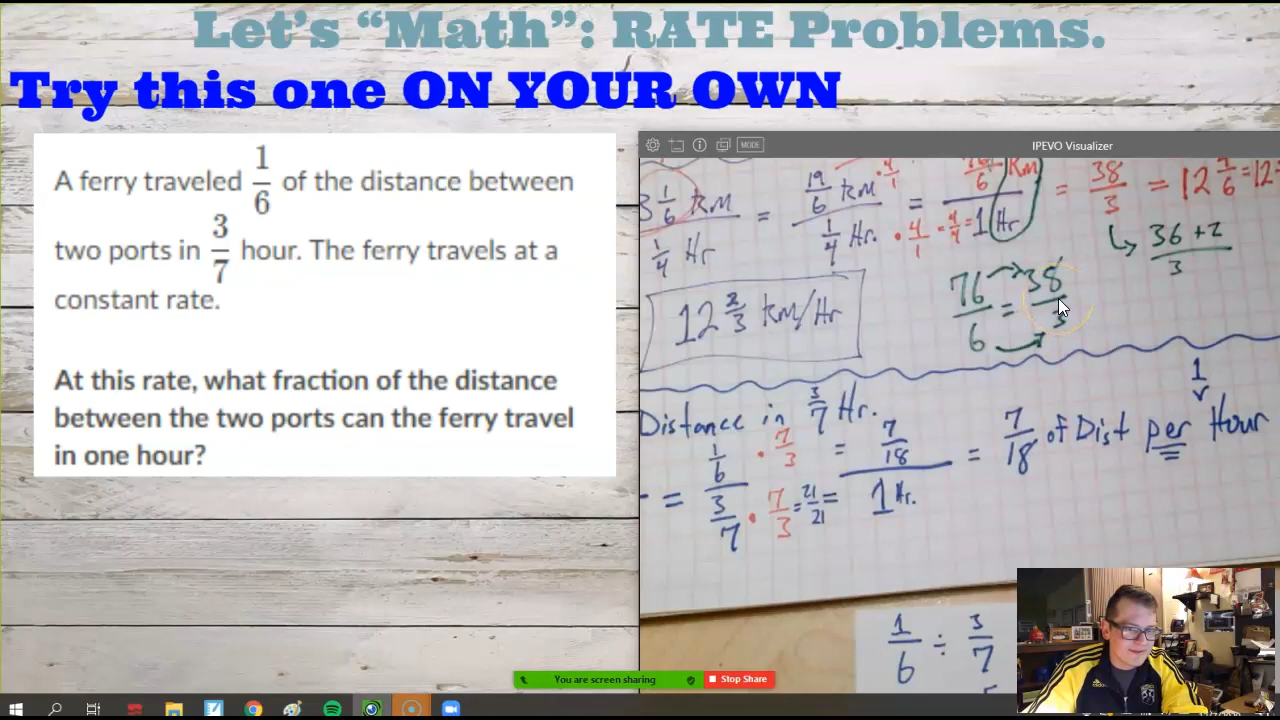 Let's “Math”: RATE Problems.
Try this one ON YOUR OWN
A ferry traveled 1/6 of the distance between
two ports in 3/7 hour. The ferry travels at a
constant rate.
At this rate, what fraction of the distance
between the two ports can the ferry travel
in one hour?
MODE
IPEVO Visualizer
3 1/6 km / 1/4 Hr = 19/6 km / 1/4 Hr. · 4/1 = 4/4 = 1 Hr = 38/3 = 12
36+2 / 3
76/6 = 38/3
12 2/3 km/Hr
Distance in 3/7 Hr.
= 1/6 · 7/3 / 3/7 · 7/3 = 21/21 = 7/18 / 1 Hr. = 7/18 of Dist per 1 Hour
1/6 ÷ 3/7
You are screen sharing
Stop Share